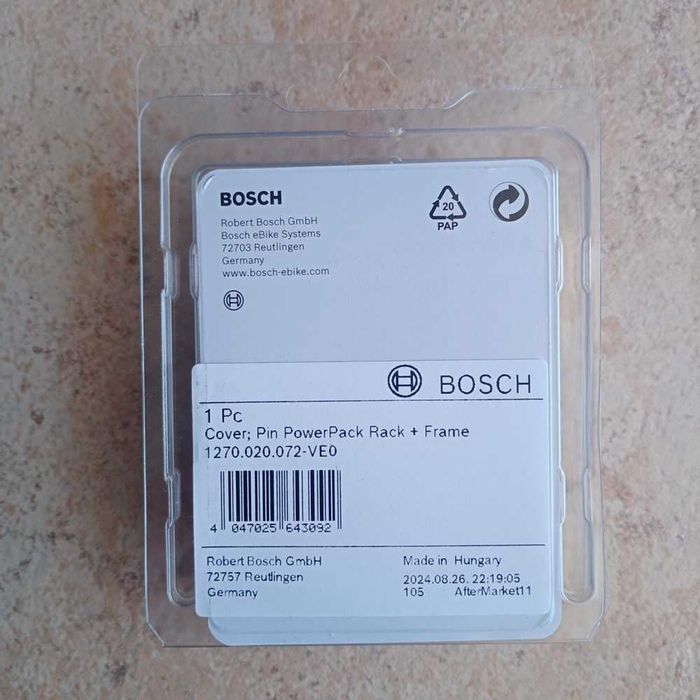 BOSCH
Robert Bosch GmbH
Bosch eBike Systems
72703 Reutlingen
Germany
www.bosch-ebike.com
20
PAP
BOSCH
1 Pc
Cover; Pin PowerPack Rack + Frame
1270.020.072-VE0
4 047025 643092
Robert Bosch GmbH
72757 Reutlingen
Germany
Made in Hungary
2024.08.26. 22:19:05
105 AfterMarket11